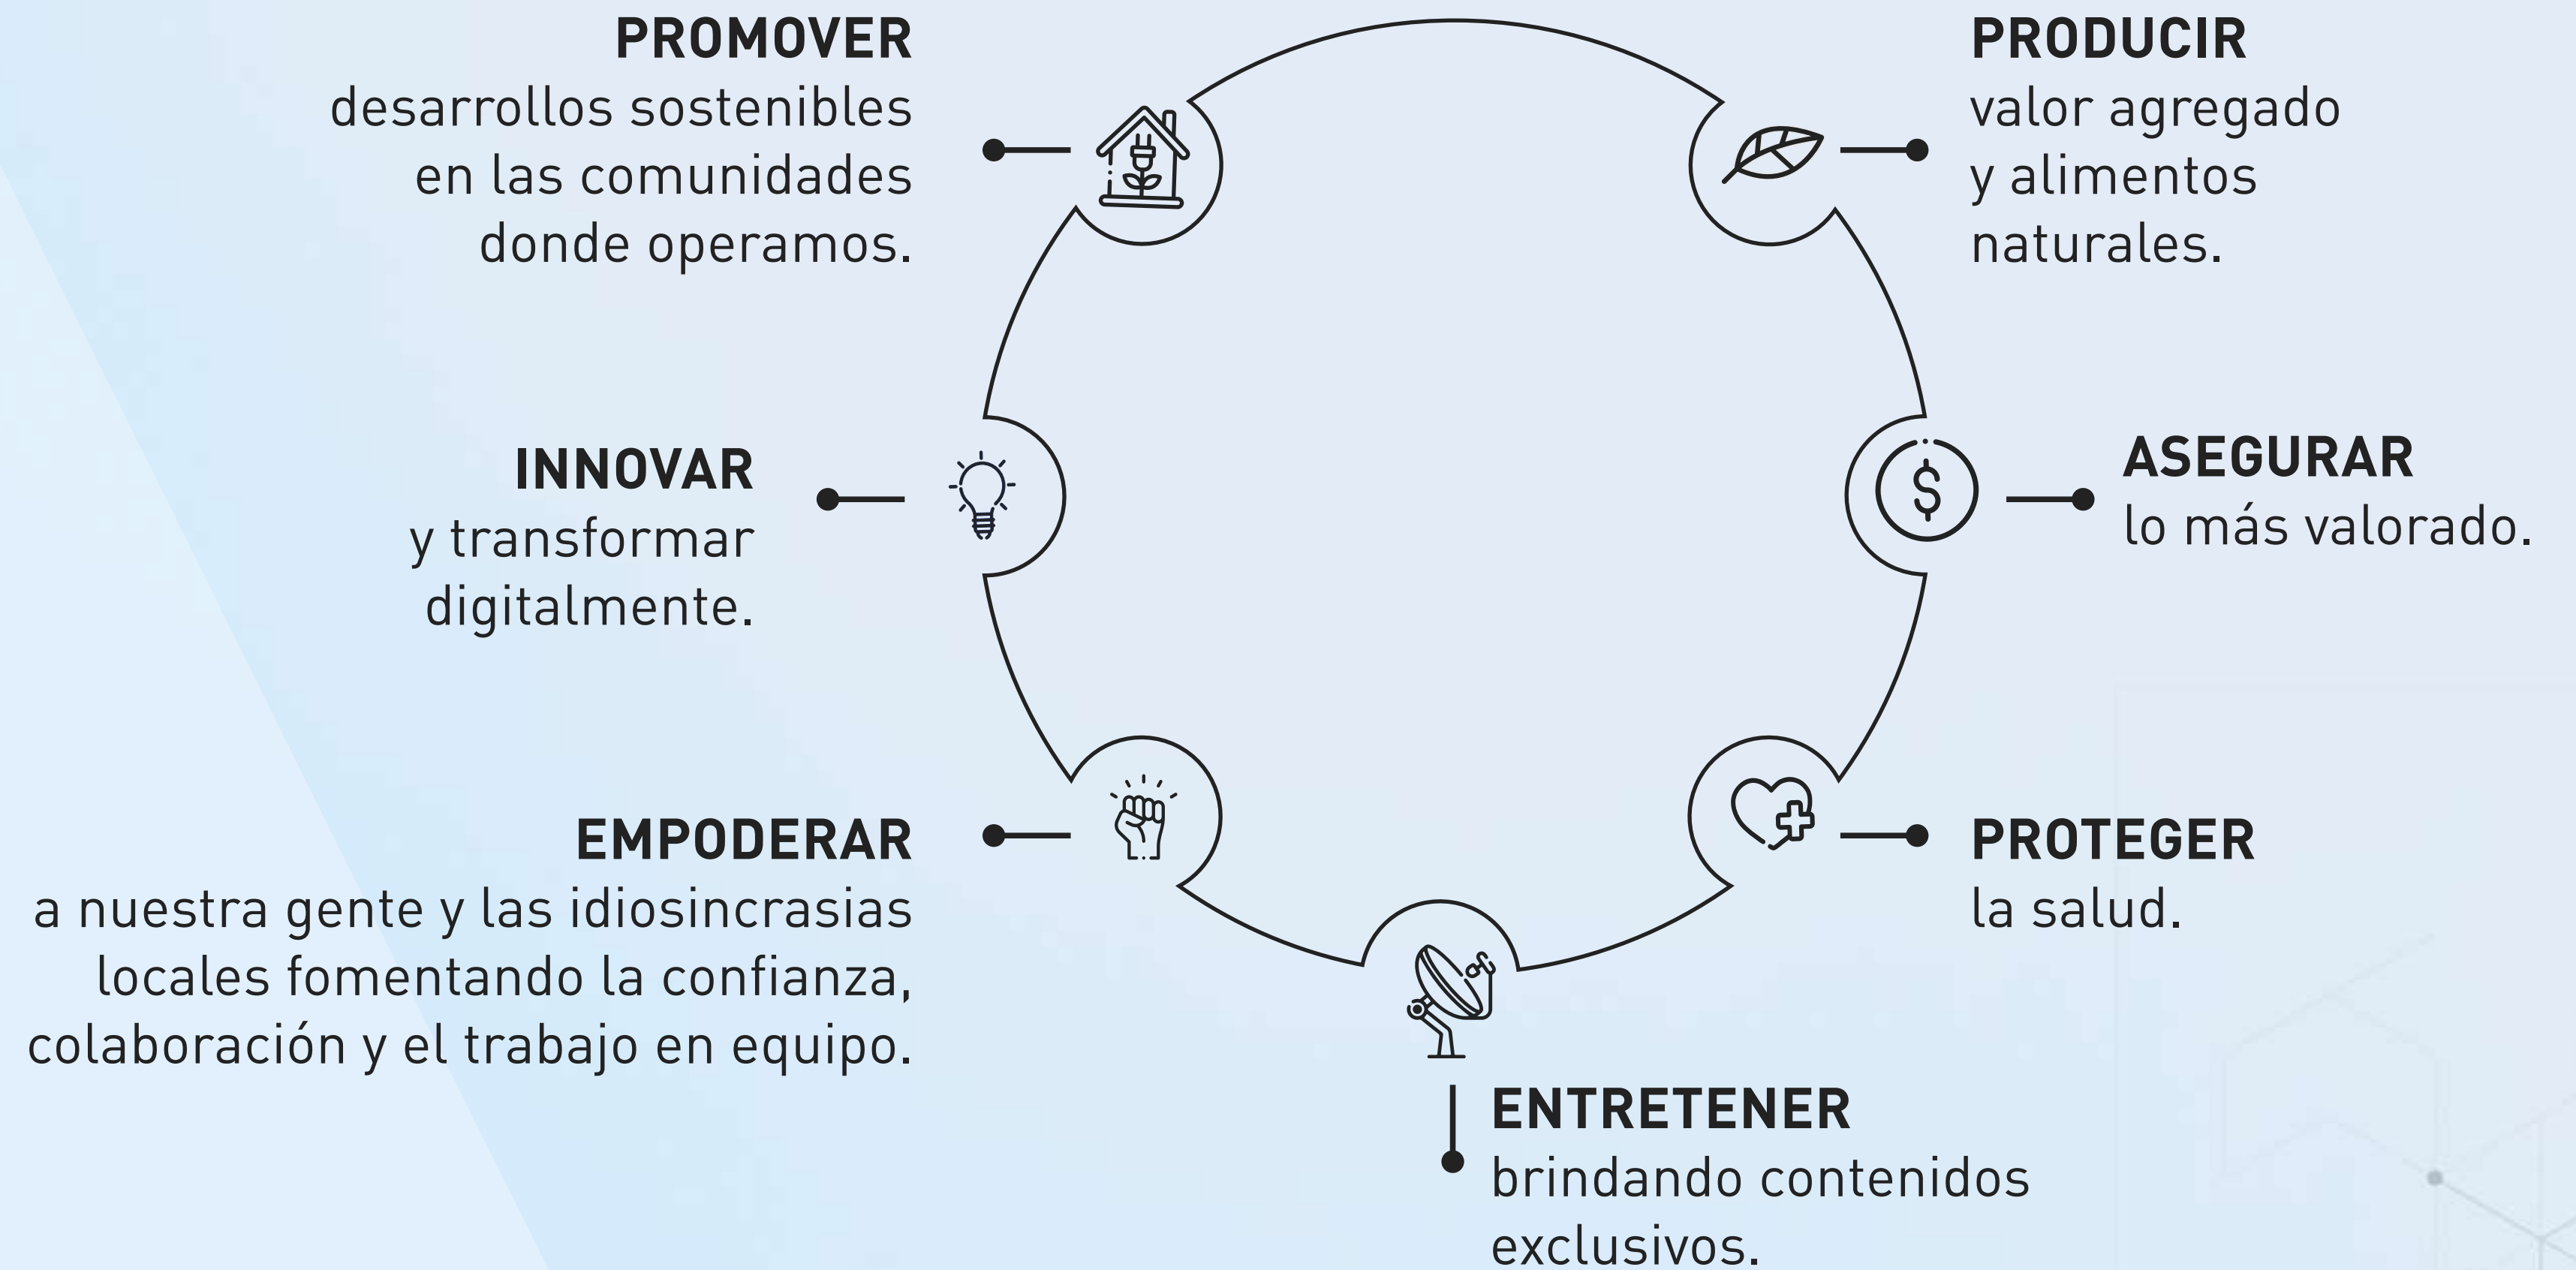 PROMOVER
desarrollos sostenibles
en las comunidades
donde operamos.
PRODUCIR
valor agregado
y alimentos
naturales.
INNOVAR
y transformar
digitalmente.
ASEGURAR
lo más valorado.
EMPODERAR
a nuestra gente y las idiosincrasias
locales fomentando la confianza,
colaboración y el trabajo en equipo.
PROTEGER
la salud.
ENTRETENER
brindando contenidos
exclusivos.